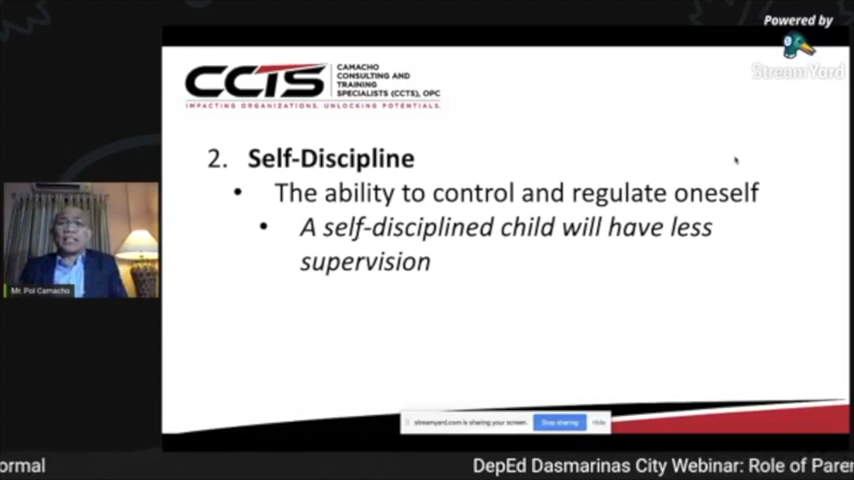 Powered by
StreamYard
CCTS
CAMACHO
CONSULTING AND
TRAINING
SPECIALISTS (CCTS), OPC
IMPACTING ORGANIZATIONS. UNLOCKING POTENTIALS.
2. Self-Discipline
• The ability to control and regulate oneself
• A self-disciplined child will have less
supervision
Mr. Pol Camacho
streamyard.com is sharing your screen.
Stop sharing
Hide
ormal
DepEd Dasmarinas City Webinar: Role of Paren